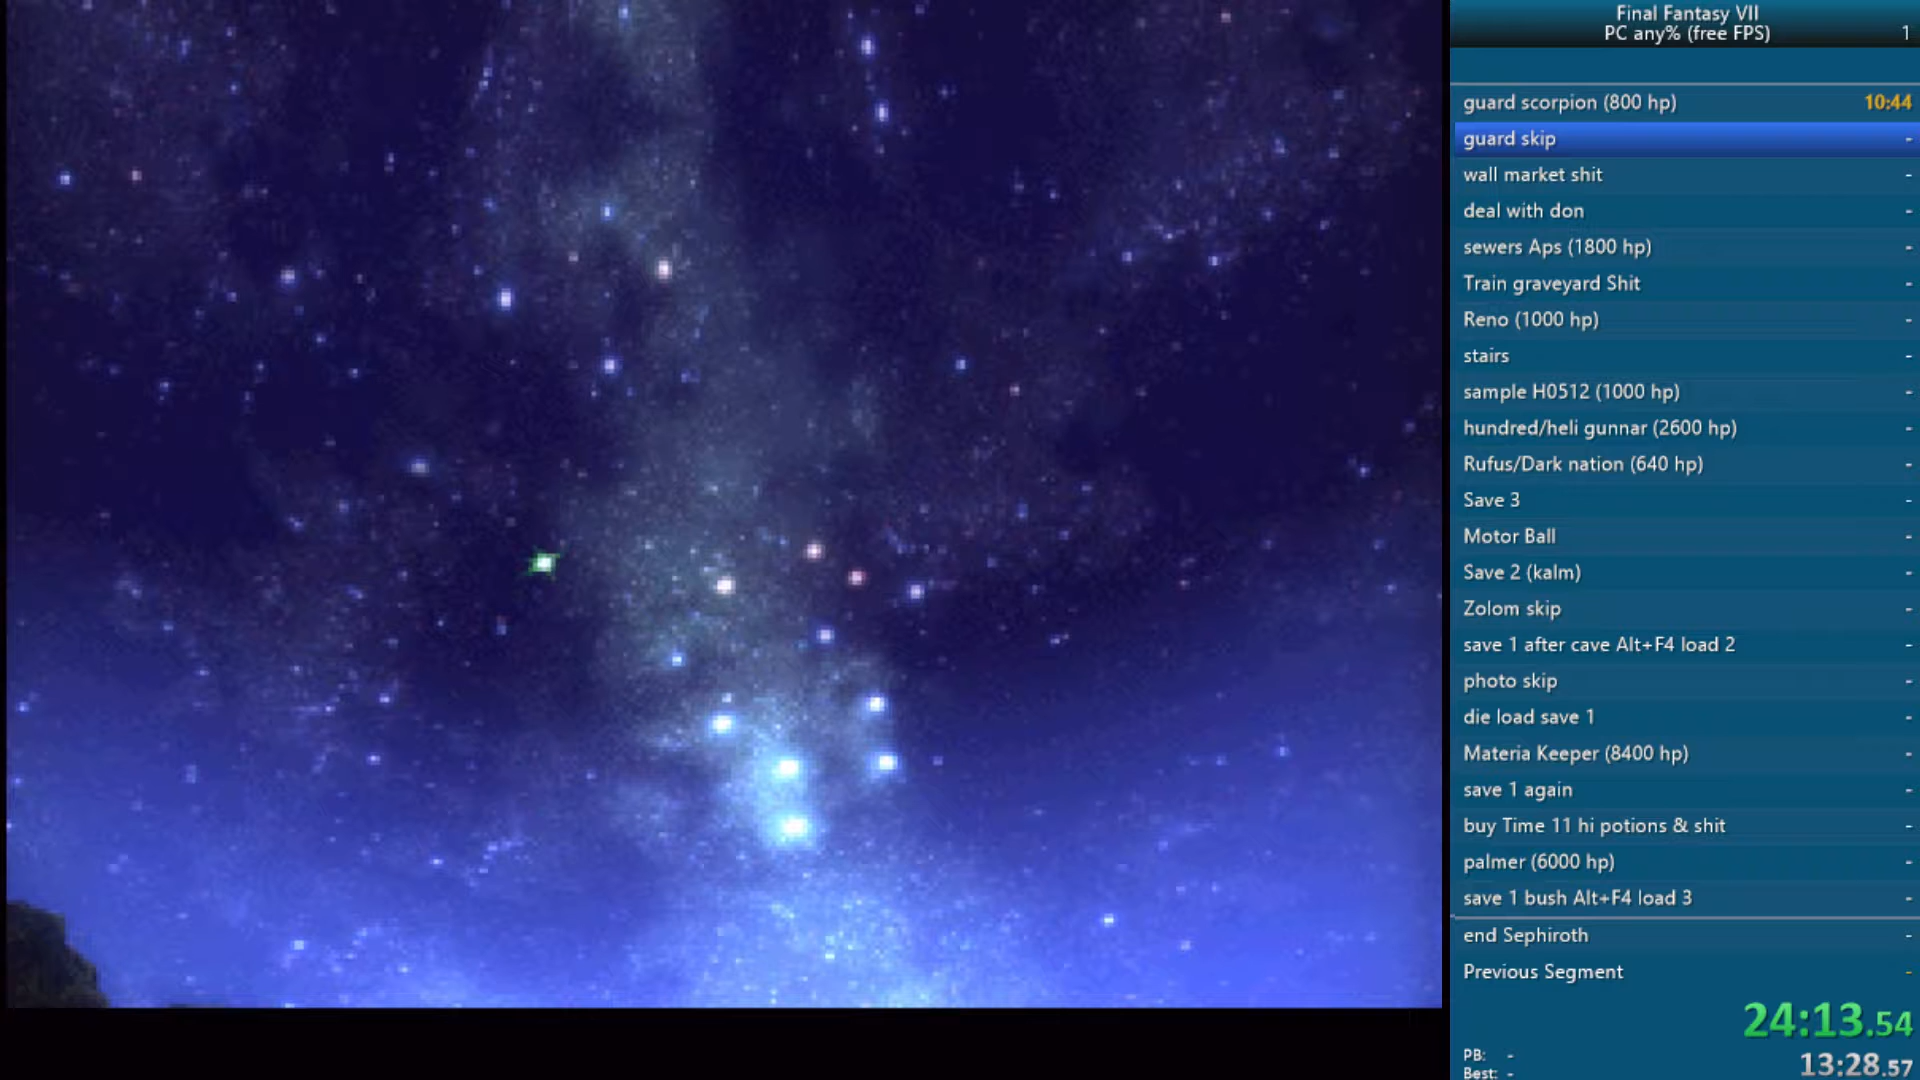 Final Fantasy VII
PC any% (free FPS) 1
guard scorpion (800 hp) 10:44
guard skip -
wall market shit -
deal with don -
sewers Aps (1800 hp) -
Train graveyard Shit -
Reno (1000 hp) -
stairs -
sample H0512 (1000 hp) -
hundred/heli gunnar (2600 hp) -
Rufus/Dark nation (640 hp) -
Save 3 -
Motor Ball -
Save 2 (kalm) -
Zolom skip -
save 1 after cave Alt+F4 load 2 -
photo skip -
die load save 1 -
Materia Keeper (8400 hp) -
save 1 again -
buy Time 11 hi potions & shit -
palmer (6000 hp) -
save 1 bush Alt+F4 load 3 -
end Sephiroth -
Previous Segment -
24:13.54
PB: -
13:28.57
Best: -